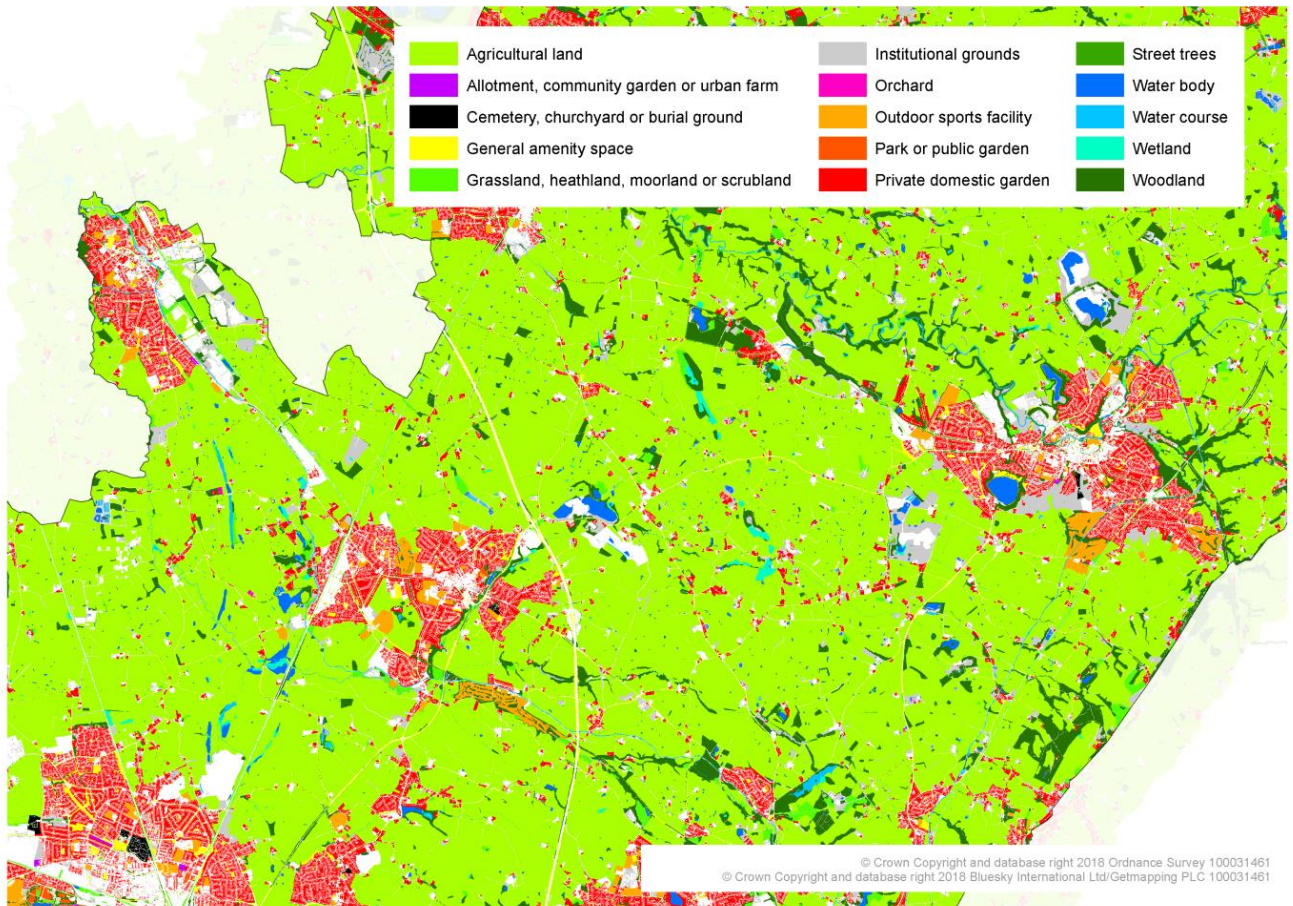 Agricultural land
Allotment, community garden or urban farm
Cemetery, churchyard or burial ground
General amenity space
Grassland, heathland, moorland or scrubland
Institutional grounds
Orchard
Outdoor sports facility
Park or public garden
Private domestic garden
Street trees
Water body
Water course
Wetland
Woodland
© Crown Copyright and database right 2018 Ordnance Survey 100031461
© Crown Copyright and database right 2018 Bluesky International Ltd/Getmapping PLC 100031461